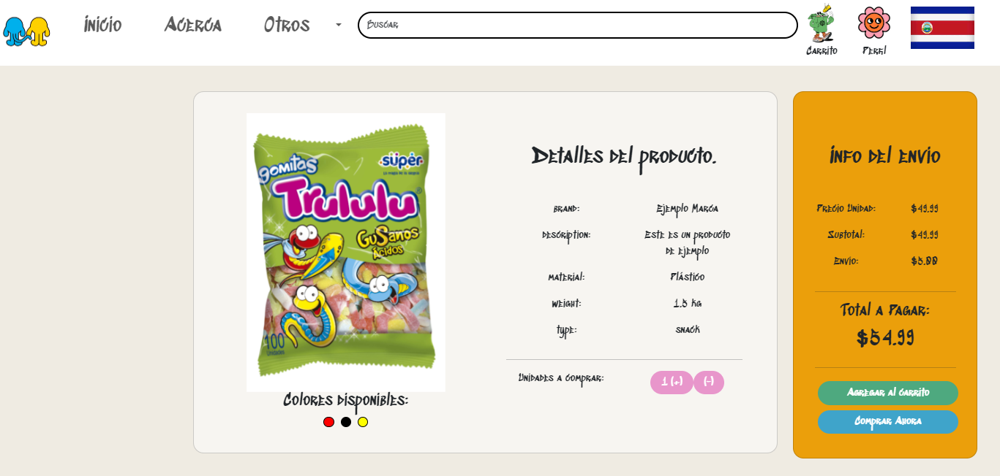 Inicio
Acerca
Otros
Buscar
Carrito
Perfil
gomitas
süper
Trululu
GuSanos
Ácidos
100
Unidades
Colores disponibles:
Detalles del producto.
brand: Ejemplo Marca
description: Este es un producto
de ejemplo
material: Plástico
weight: 1.5 kg
type: snack
Unidades a comprar: 1 (+) (-)
Info del envio
Precio Unidad: $49.99
Subtotal: $49.99
Envio: $5.00
Total a Pagar:
$54.99
Agregar al carrito
Comprar Ahora